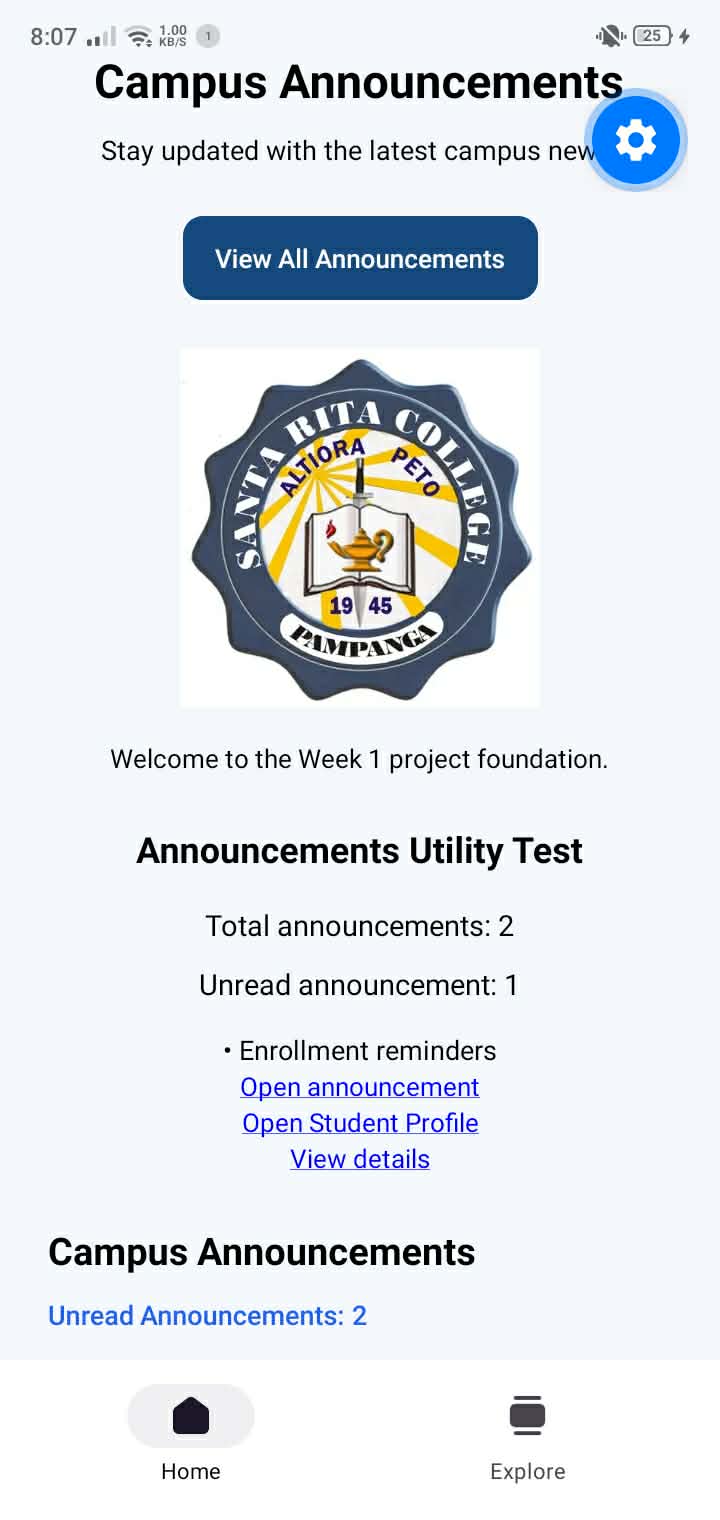 8:07
1.00
KB/S
1
25
Campus Announcements
Stay updated with the latest campus new
View All Announcements
SANTA RITA COLLEGE
ALTIORA PETO
19 45
PAMPANGA
Welcome to the Week 1 project foundation.
Announcements Utility Test
Total announcements: 2
Unread announcement: 1
• Enrollment reminders
Open announcement
Open Student Profile
View details
Campus Announcements
Unread Announcements: 2
Home
Explore